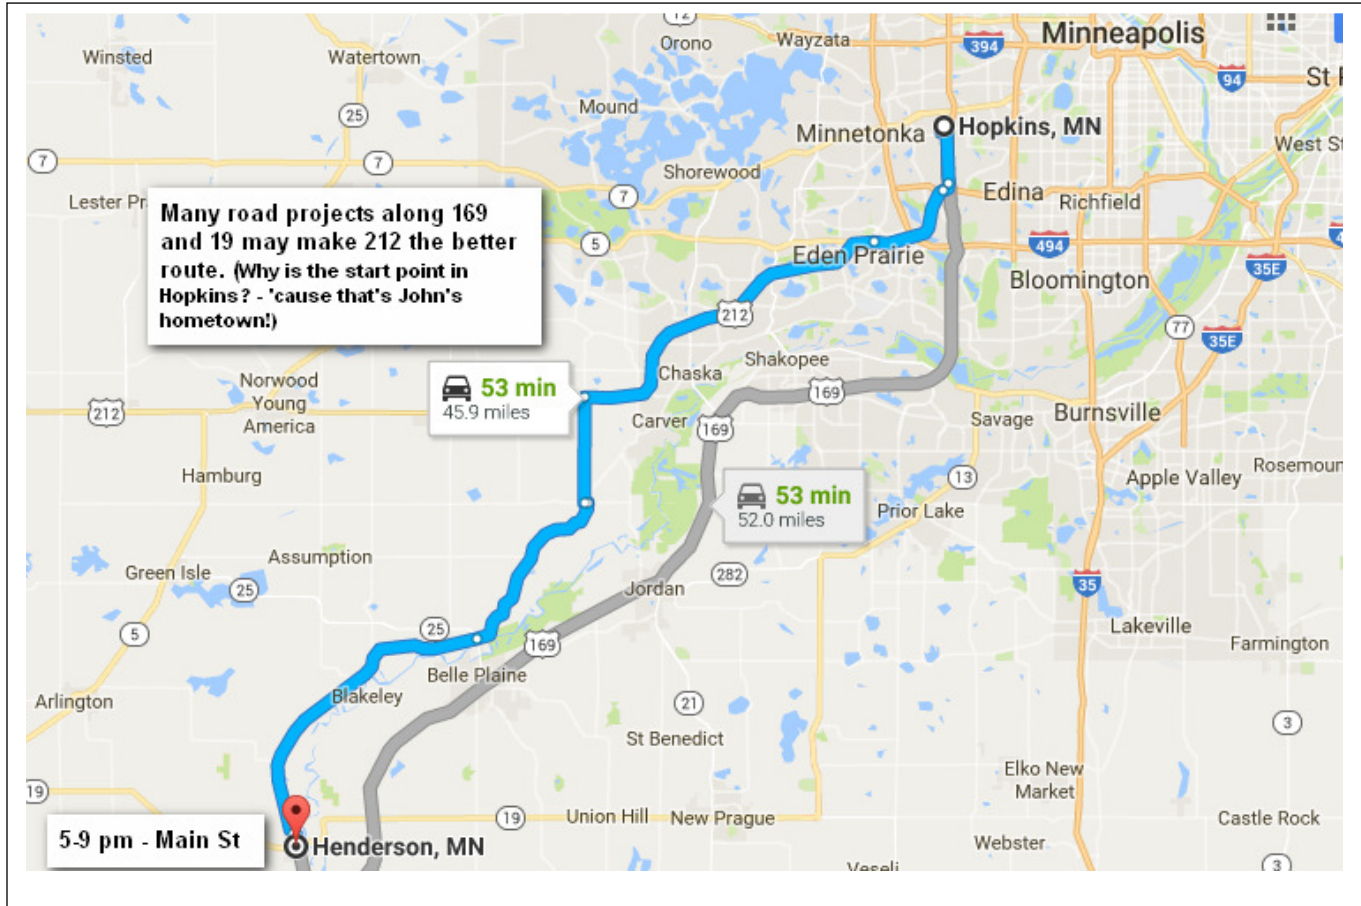 12
Orono
Wayzata
Minneapolis
394
Winsted
Watertown
94
St
Mound
25
Minnetonka
Hopkins, MN
West St
7
7
Shorewood
Edina
Richfield
Lester
7
Many road projects along 169
and 19 may make 212 the better
route. (Why is the start point in
Hopkins? - 'cause that's John's
hometown!)
5
Eden Prairie
494
35E
Bloomington
212
77
35E
Shakopee
Chaska
Norwood
Young
America
53 min
45.9 miles
212
169
Carver
169
Savage
Burnsville
Hamburg
13
Apple Valley
Rosemoun
53 min
52.0 miles
Prior Lake
Assumption
Green Isle
25
282
Jordan
35
25
5
169
Lakeville
Farmington
Belle Plaine
Blakeley
Arlington
21
3
St Benedict
Elko New
Market
19
19
Union Hill
New Prague
Castle Rock
5-9 pm - Main St
Henderson, MN
Webster
Veseli
3